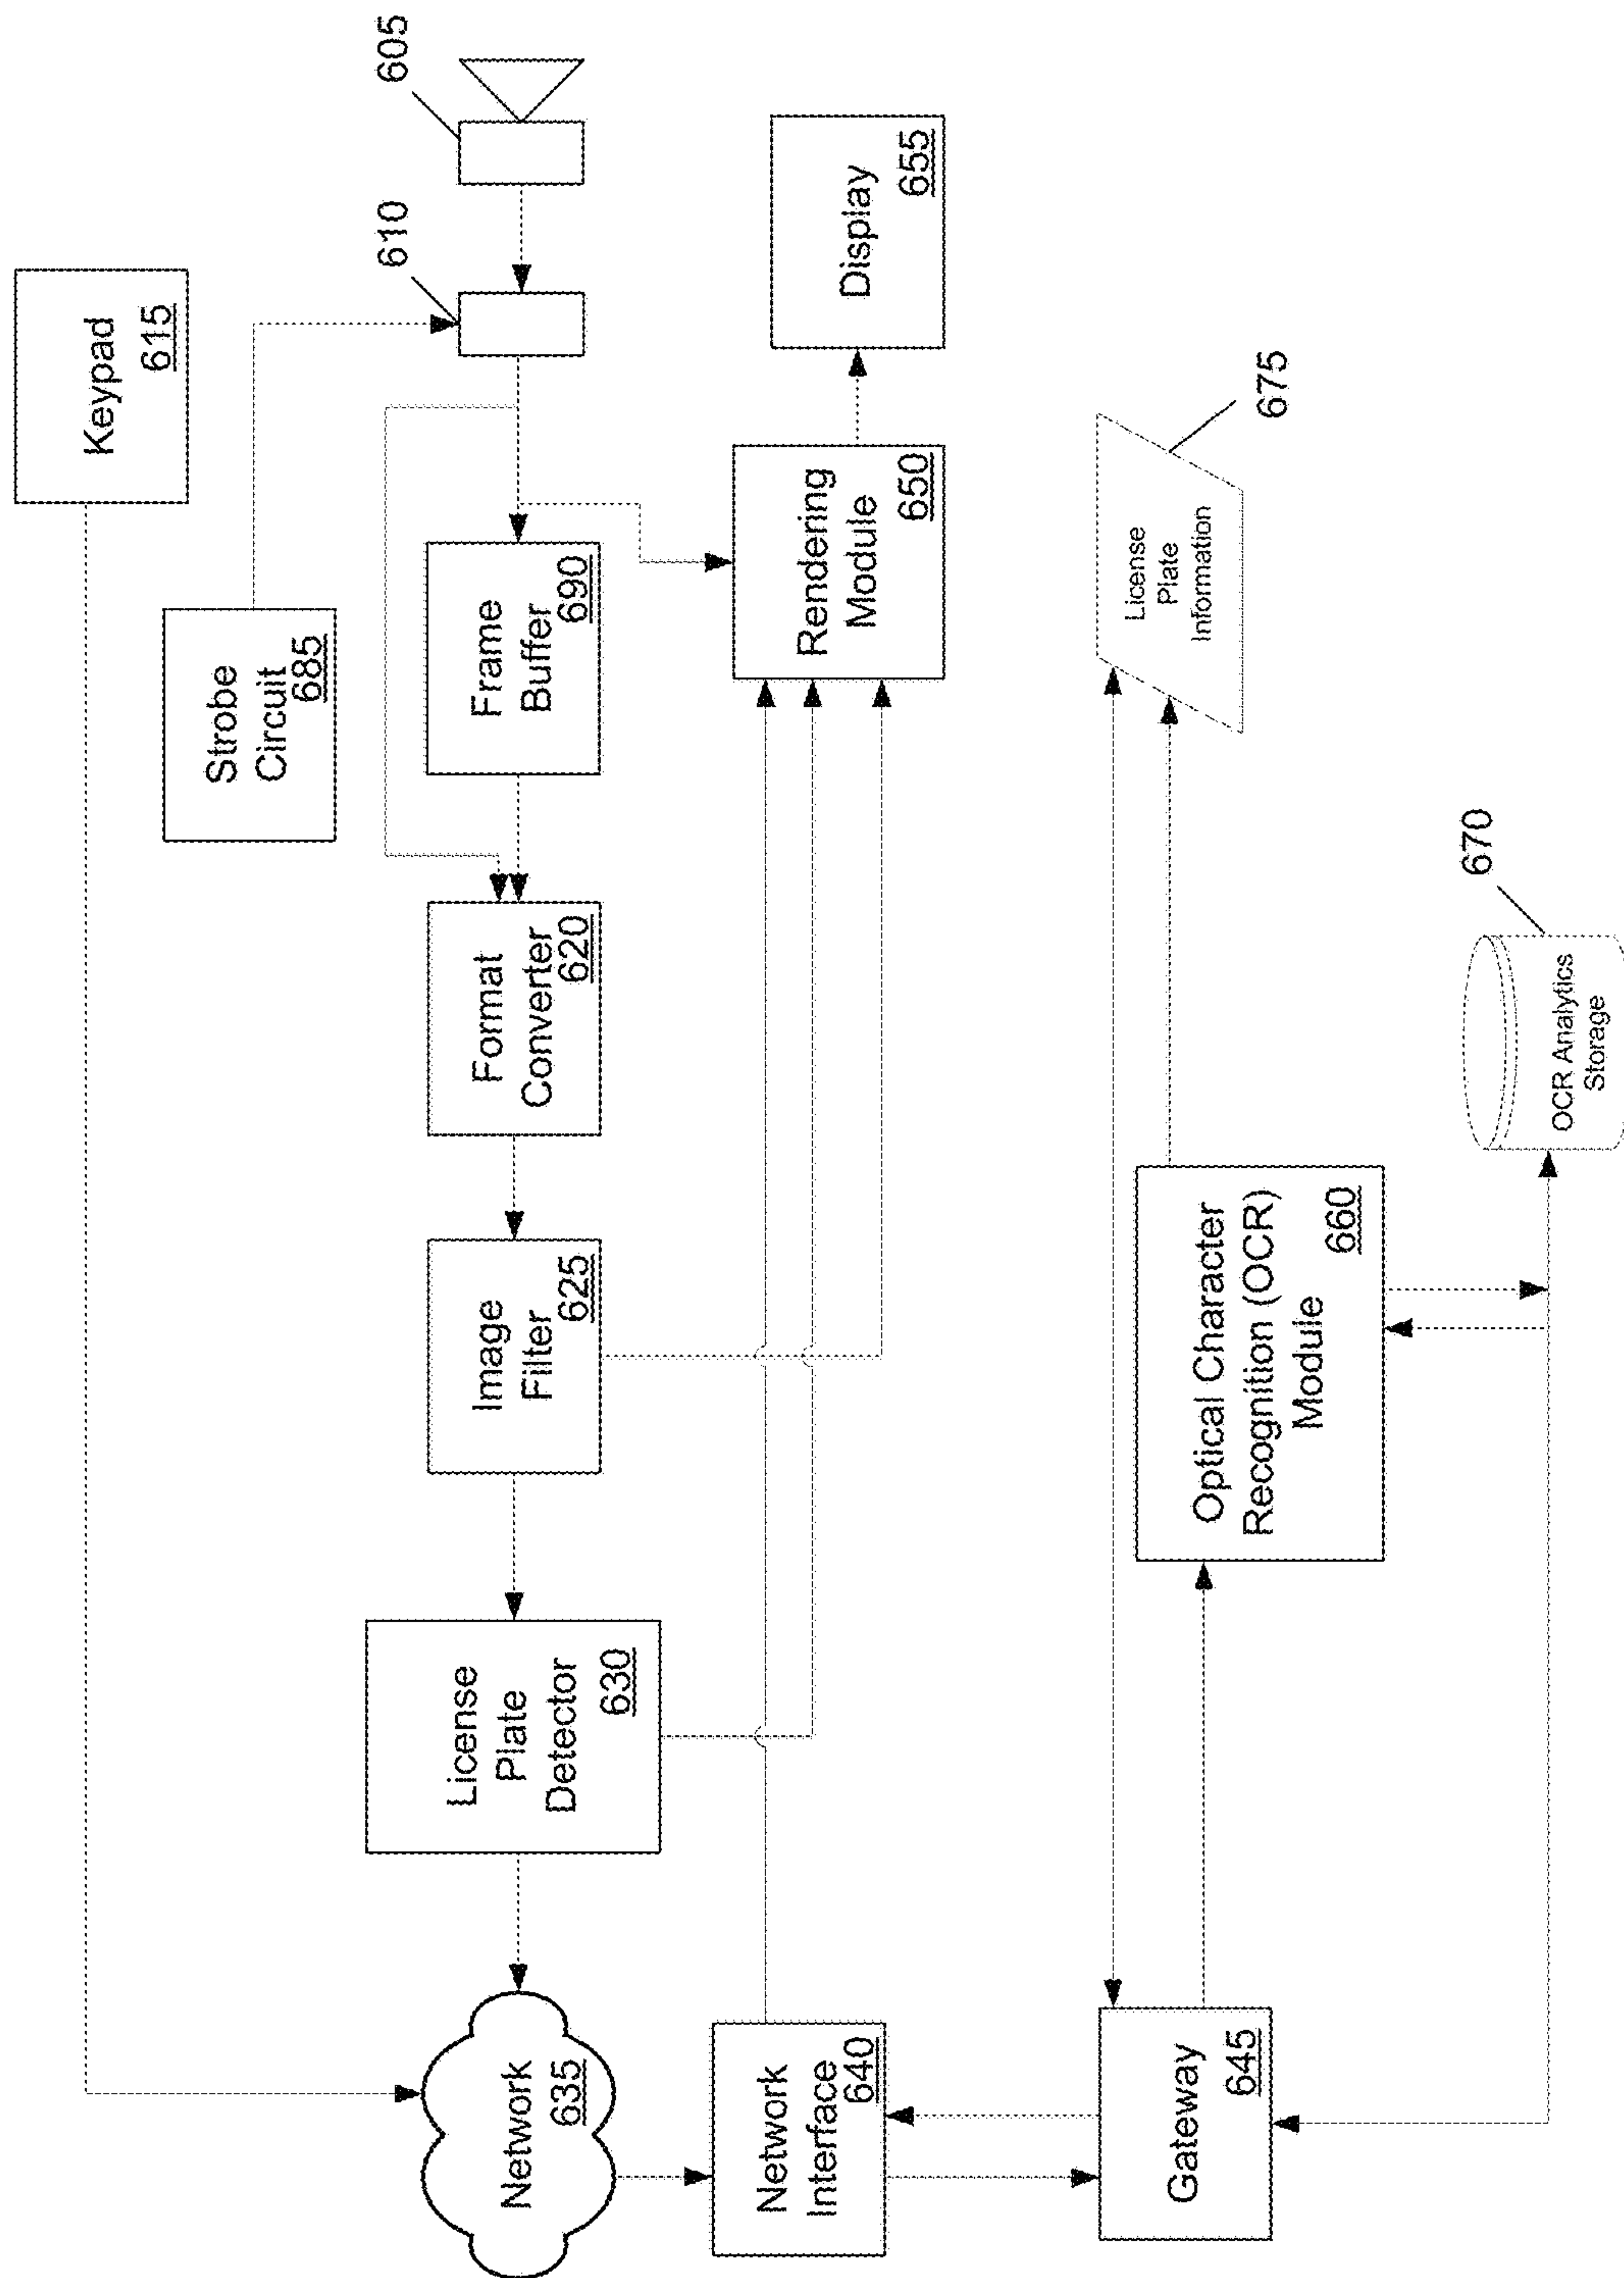 Keypad
615
605
610
Strobe
Circuit
685
Network
635
License
Plate
Detector
630
Image
Filter
625
Format
Converter
620
Frame
Buffer
690
Network
Interface
640
Rendering
Module
650
Display
655
Gateway
645
Optical Character
Recognition (OCR)
Module
660
License
Plate
Information
675
OCR Analytics
Storage
670